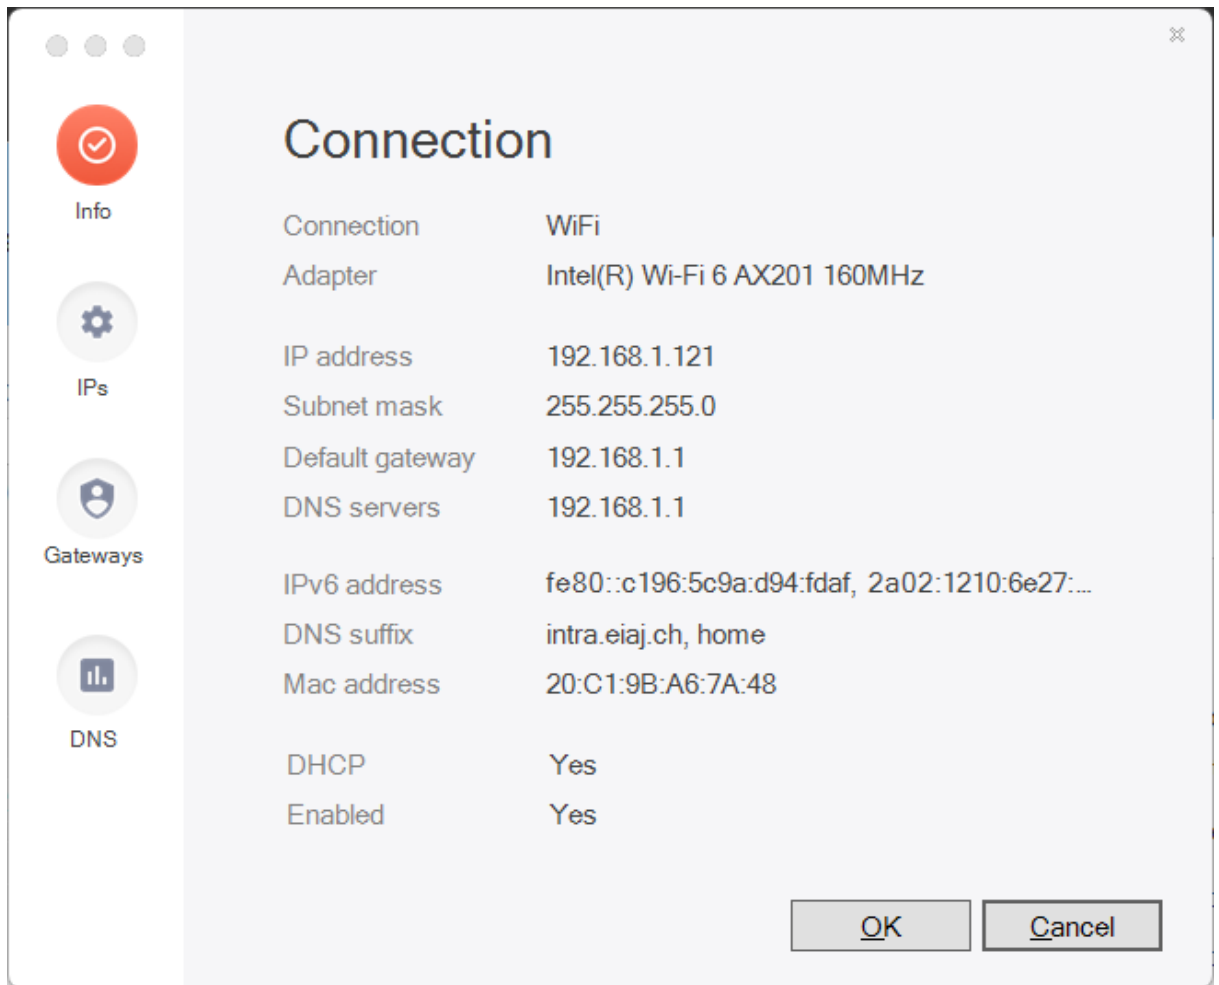 Info
IPs
Gateways
DNS
Connection
Connection WiFi
Adapter Intel(R) Wi-Fi 6 AX201 160MHz
IP address 192.168.1.121
Subnet mask 255.255.255.0
Default gateway 192.168.1.1
DNS servers 192.168.1.1
IPv6 address fe80::c196:5c9a:d94:fdaf, 2a02:1210:6e27:...
DNS suffix intra.eiaj.ch, home
Mac address 20:C1:9B:A6:7A:48
DHCP Yes
Enabled Yes
OK Cancel